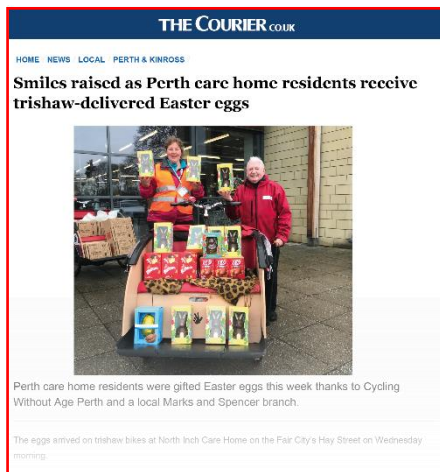 THE COURIER CO.UK
HOME NEWS LOCAL PERTH & KINROSS
Smiles raised as Perth care home residents receive
trishaw-delivered Easter eggs
Perth care home residents were gifted Easter eggs this week thanks to Cycling
Without Age Perth and a local Marks and Spencer branch.
The eggs arrived on trishaw bikes at North Inch Care Home on the Fair City's Hay Street on Wednesday
morning.